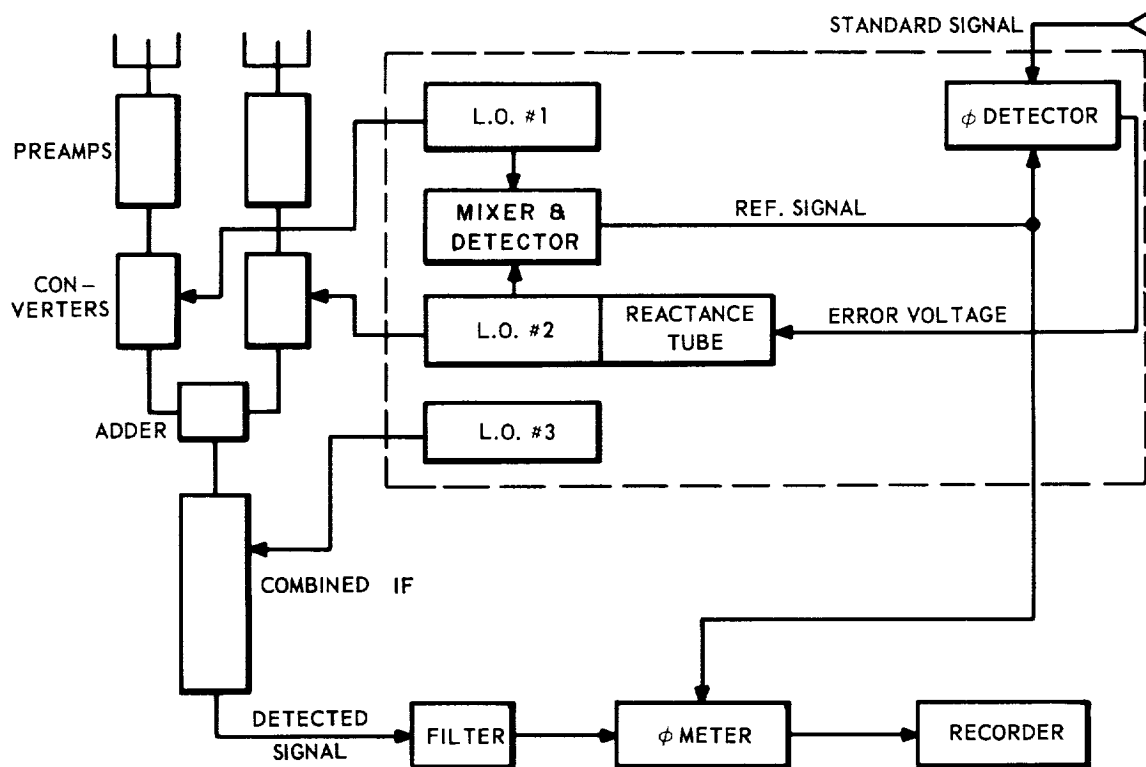 STANDARD SIGNAL
L.O. #1
φ DETECTOR
PREAMPS
MIXER &
DETECTOR
REF. SIGNAL
CON–
VERTERS
L.O. #2
REACTANCE
TUBE
ERROR VOLTAGE
ADDER
L.O. #3
COMBINED IF
DETECTED
SIGNAL
FILTER
φ METER
RECORDER